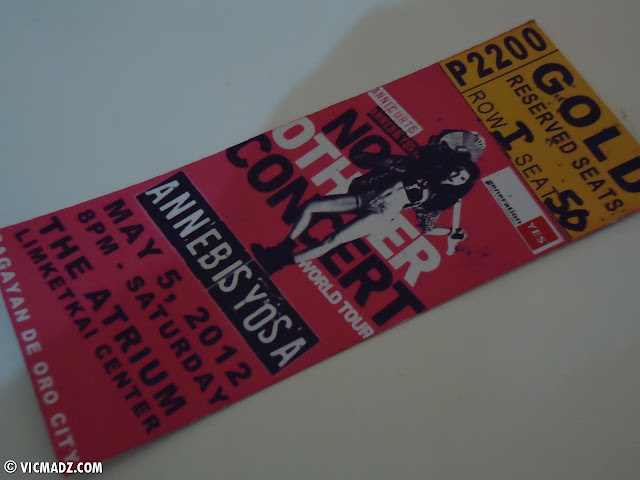 ANNECURTIS
ANNEBISYOSA
NO
OTHER
CONCERT
WORLD TOUR
ANNEBISYOSA
MAY 5, 2012
8PM - SATURDAY
THE ATRIUM
LIMKETKAI CENTER
CAGAYAN DE ORO CITY
generation
YES
P2200
GOLD
RESERVED SEATS
ROW I SEAT 56
© VICMADZ.COM